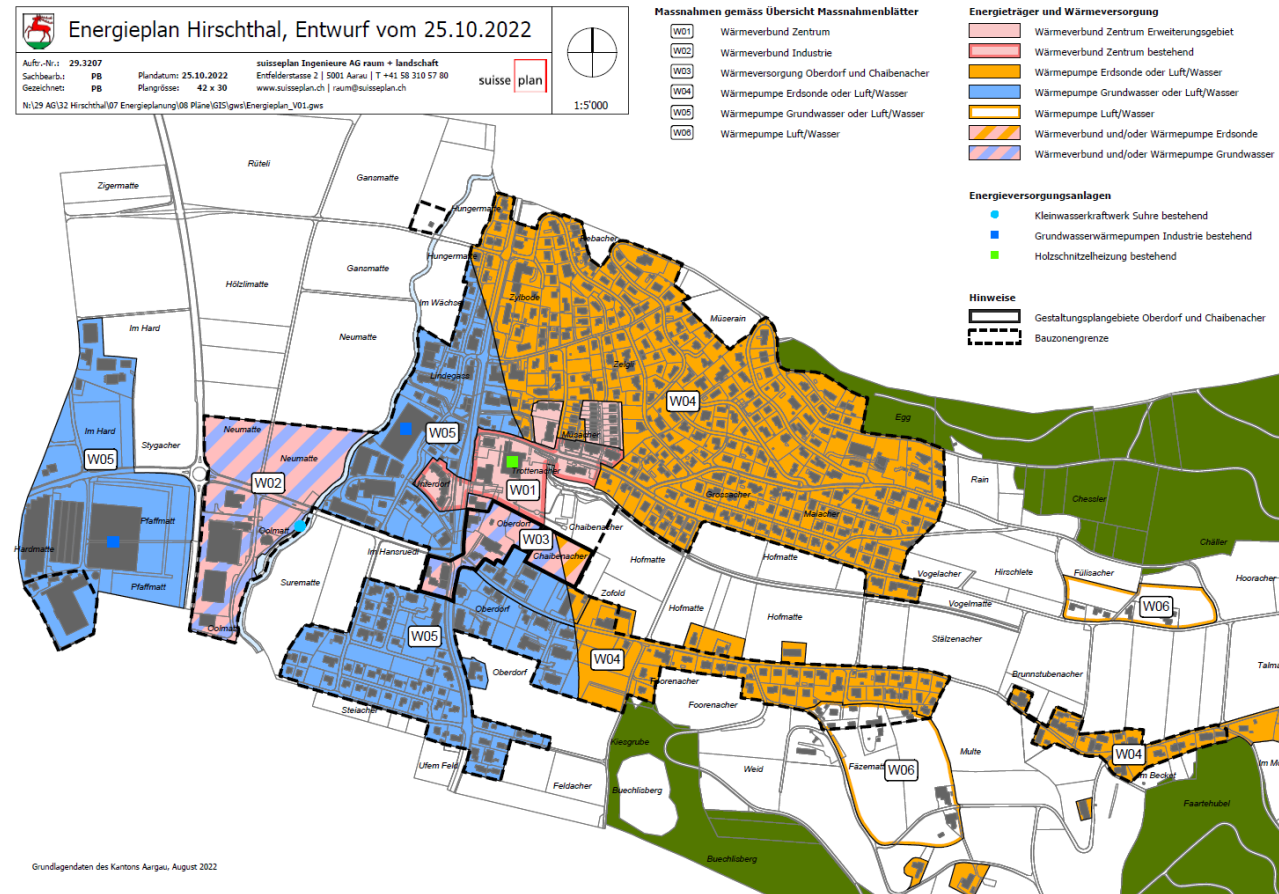 Energieplan Hirschthal, Entwurf vom 25.10.2022
Auftr.-Nr.: 29.3207
Sachbearb.: PB
Plandatum: 25.10.2022
Gezeichnet: PB
Plangrösse: 42 x 30
suisseplan Ingenieure AG raum + landschaft
Entfelderstasse 2 | 5001 Aarau | T +41 58 310 57 80
www.suisseplan.ch | raum@suisseplan.ch
suisse plan
N:\29 AG\32 Hirschthal\07 Energieplanung\08 Pläne\GIS\gws\Energieplan_V01.gws
1:5'000
Massnahmen gemäss Übersicht Massnahmenblätter
W01 Wärmeverbund Zentrum
W02 Wärmeverbund Industrie
W03 Wärmeversorgung Oberdorf und Chaibenacher
W04 Wärmepumpe Erdsonde oder Luft/Wasser
W05 Wärmepumpe Grundwasser oder Luft/Wasser
W06 Wärmepumpe Luft/Wasser
Energieträger und Wärmeversorgung
Wärmeverbund Zentrum Erweiterungsgebiet
Wärmeverbund Zentrum bestehend
Wärmepumpe Erdsonde oder Luft/Wasser
Wärmepumpe Grundwasser oder Luft/Wasser
Wärmepumpe Luft/Wasser
Wärmeverbund und/oder Wärmepumpe Erdsonde
Wärmeverbund und/oder Wärmepumpe Grundwasser
Energieversorgungsanlagen
Kleinwasserkraftwerk Suhre bestehend
Grundwasserwärmepumpen Industrie bestehend
Holzschnitzelheizung bestehend
Hinweise
Gestaltungsplangebiete Oberdorf und Chaibenacher
Bauzonengrenze
Rüteli
Zigermatte
Gansmatte
Hungermatte
Hungermatte
Gansmatte
Hölzlimatte
Im Wächsel
Zylbode
Müserain
Im Hard
Neumatte
Zelgli
Lindegass
W04
Egg
Im Hard
Stygacher
Neumatte
W05
Müsacher
W05
Neumatte
W02
Unterdorf
Trottenacher
W01
Grossacher
Malacher
Rain
Chessler
Pfaffmatt
Dolmatt
Oberdorf
Chaibenacher
W03
Chäller
Hardmatte
Im Hansruedi
Chaibenacher
Hofmatte
Hofmatte
Pfaffmatt
Surematte
Zofold
Vogelacher
Hirschlete
Fülisacher
Hooracher
Oberdorf
Hofmatte
Hofmatte
Vogelmatte
W06
Dolmatt
W05
Stälzenacher
Oberdorf
W04
Brunnstubenacher
Talma
Foorenacher
Foorenacher
Steiacher
Kiesgrube
Multe
W04
Ufem Feld
Weid
Fäzematt
W06
Im Beckat
Feldacher
Buechlisberg
Faartehubel
Buechlisberg
Grundlagendaten des Kantons Aargau, August 2022